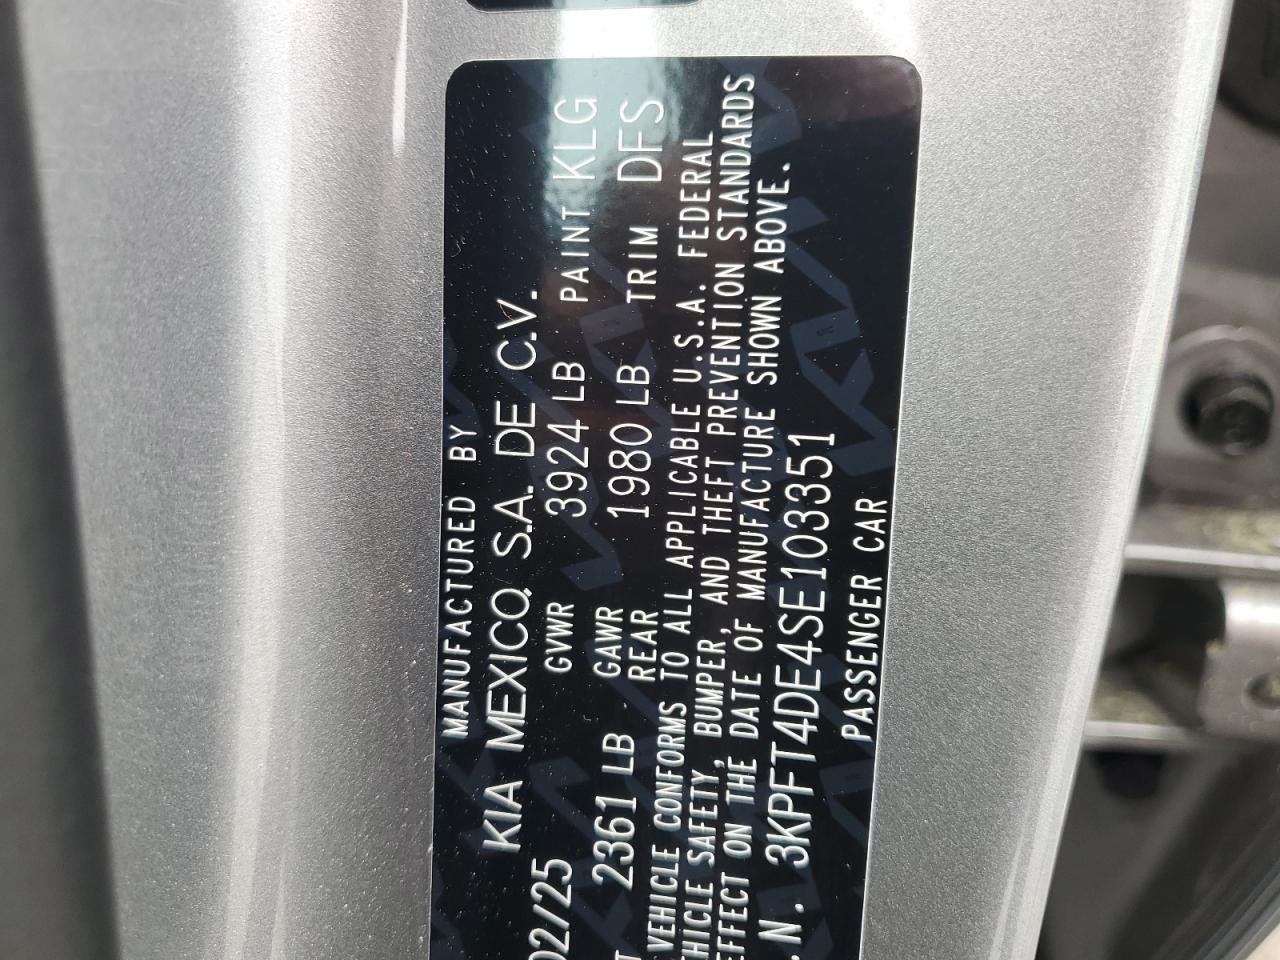 MANUFACTURED BY
KIA MEXICO, S.A. DE C.V.
02/25 GVWR 3924 LB PAINT KLG
2361 LB GAWR REAR 1980 LB TRIM DFS
VEHICLE CONFORMS TO ALL APPLICABLE U.S.A. FEDERAL
SAFETY, BUMPER, AND THEFT PREVENTION STANDARDS
EFFECT ON THE DATE OF MANUFACTURE SHOWN ABOVE.
.N. 3KPFT4DE4SE103351
PASSENGER CAR